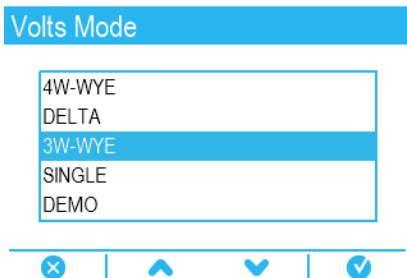 Volts Mode
4W-WYE
DELTA
3W-WYE
SINGLE
DEMO